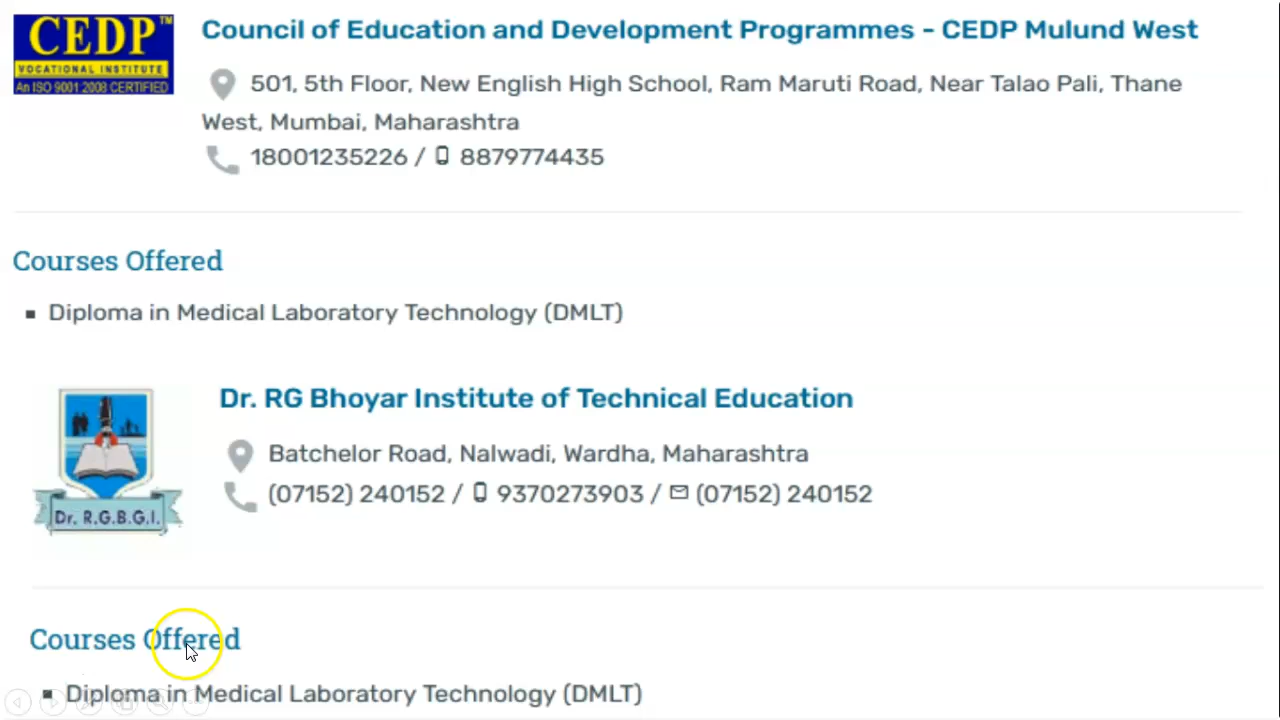 CEDP™
VOCATIONAL INSTITUTE
An ISO 9001 2008 CERTIFIED
Council of Education and Development Programmes - CEDP Mulund West
501, 5th Floor, New English High School, Ram Maruti Road, Near Talao Pali, Thane
West, Mumbai, Maharashtra
18001235226 / 8879774435
Courses Offered
▪ Diploma in Medical Laboratory Technology (DMLT)
Dr. R.G.B.G.I.
Dr. RG Bhoyar Institute of Technical Education
Batchelor Road, Nalwadi, Wardha, Maharashtra
(07152) 240152 / 9370273903 / (07152) 240152
Courses Offered
▪ Diploma in Medical Laboratory Technology (DMLT)